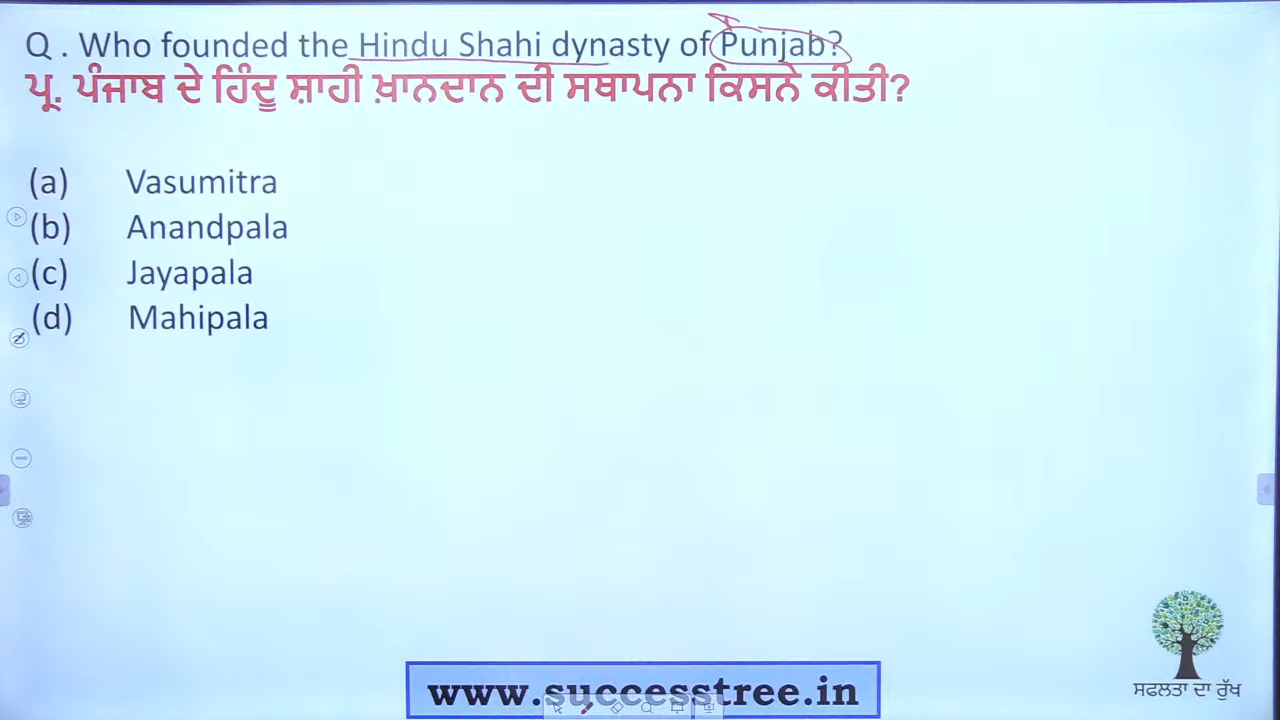 Q . Who founded the Hindu Shahi dynasty of Punjab?
ਪ੍ਰ. ਪੰਜਾਬ ਦੇ ਹਿੰਦੂ ਸ਼ਾਹੀ ਖ਼ਾਨਦਾਨ ਦੀ ਸਥਾਪਨਾ ਕਿਸਨੇ ਕੀਤੀ?
(a) Vasumitra
(b) Anandpala
(c) Jayapala
(d) Mahipala
ਸਫਲਤਾ ਦਾ ਰੁੱਖ
www.successtree.in